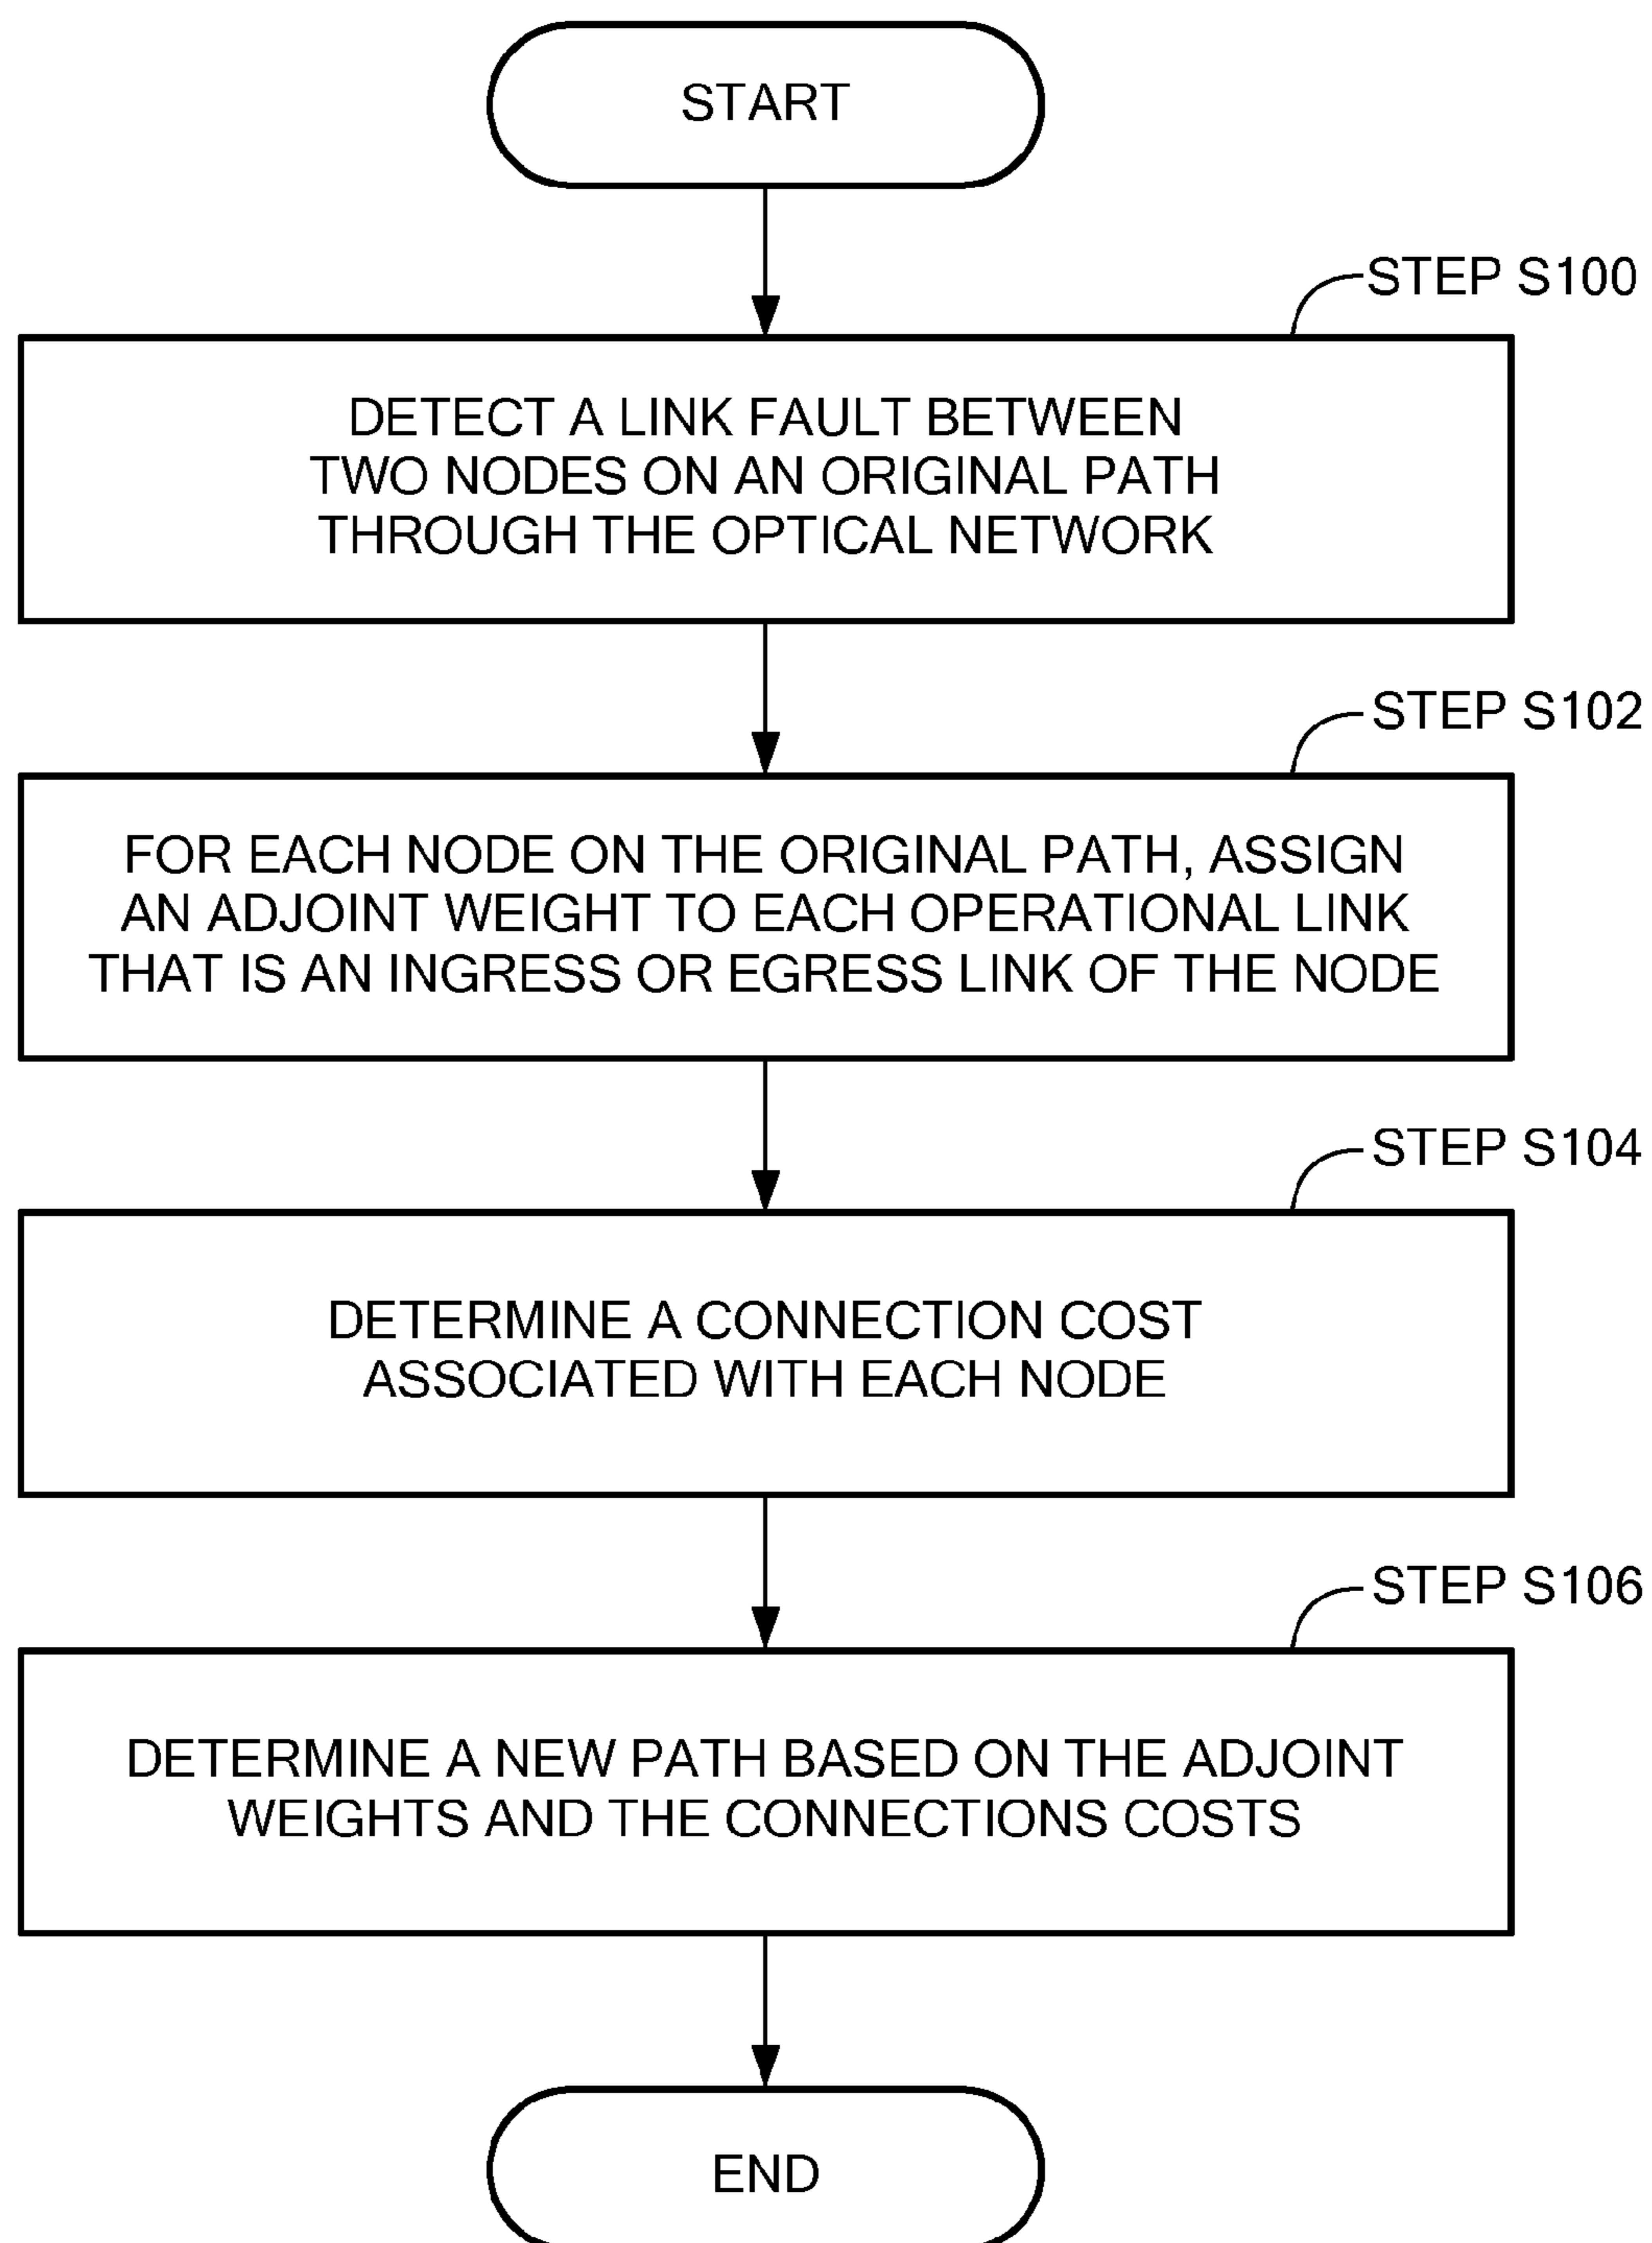 START
STEP S100
DETECT A LINK FAULT BETWEEN
TWO NODES ON AN ORIGINAL PATH
THROUGH THE OPTICAL NETWORK
STEP S102
FOR EACH NODE ON THE ORIGINAL PATH, ASSIGN
AN ADJOINT WEIGHT TO EACH OPERATIONAL LINK
THAT IS AN INGRESS OR EGRESS LINK OF THE NODE
STEP S104
DETERMINE A CONNECTION COST
ASSOCIATED WITH EACH NODE
STEP S106
DETERMINE A NEW PATH BASED ON THE ADJOINT
WEIGHTS AND THE CONNECTIONS COSTS
END